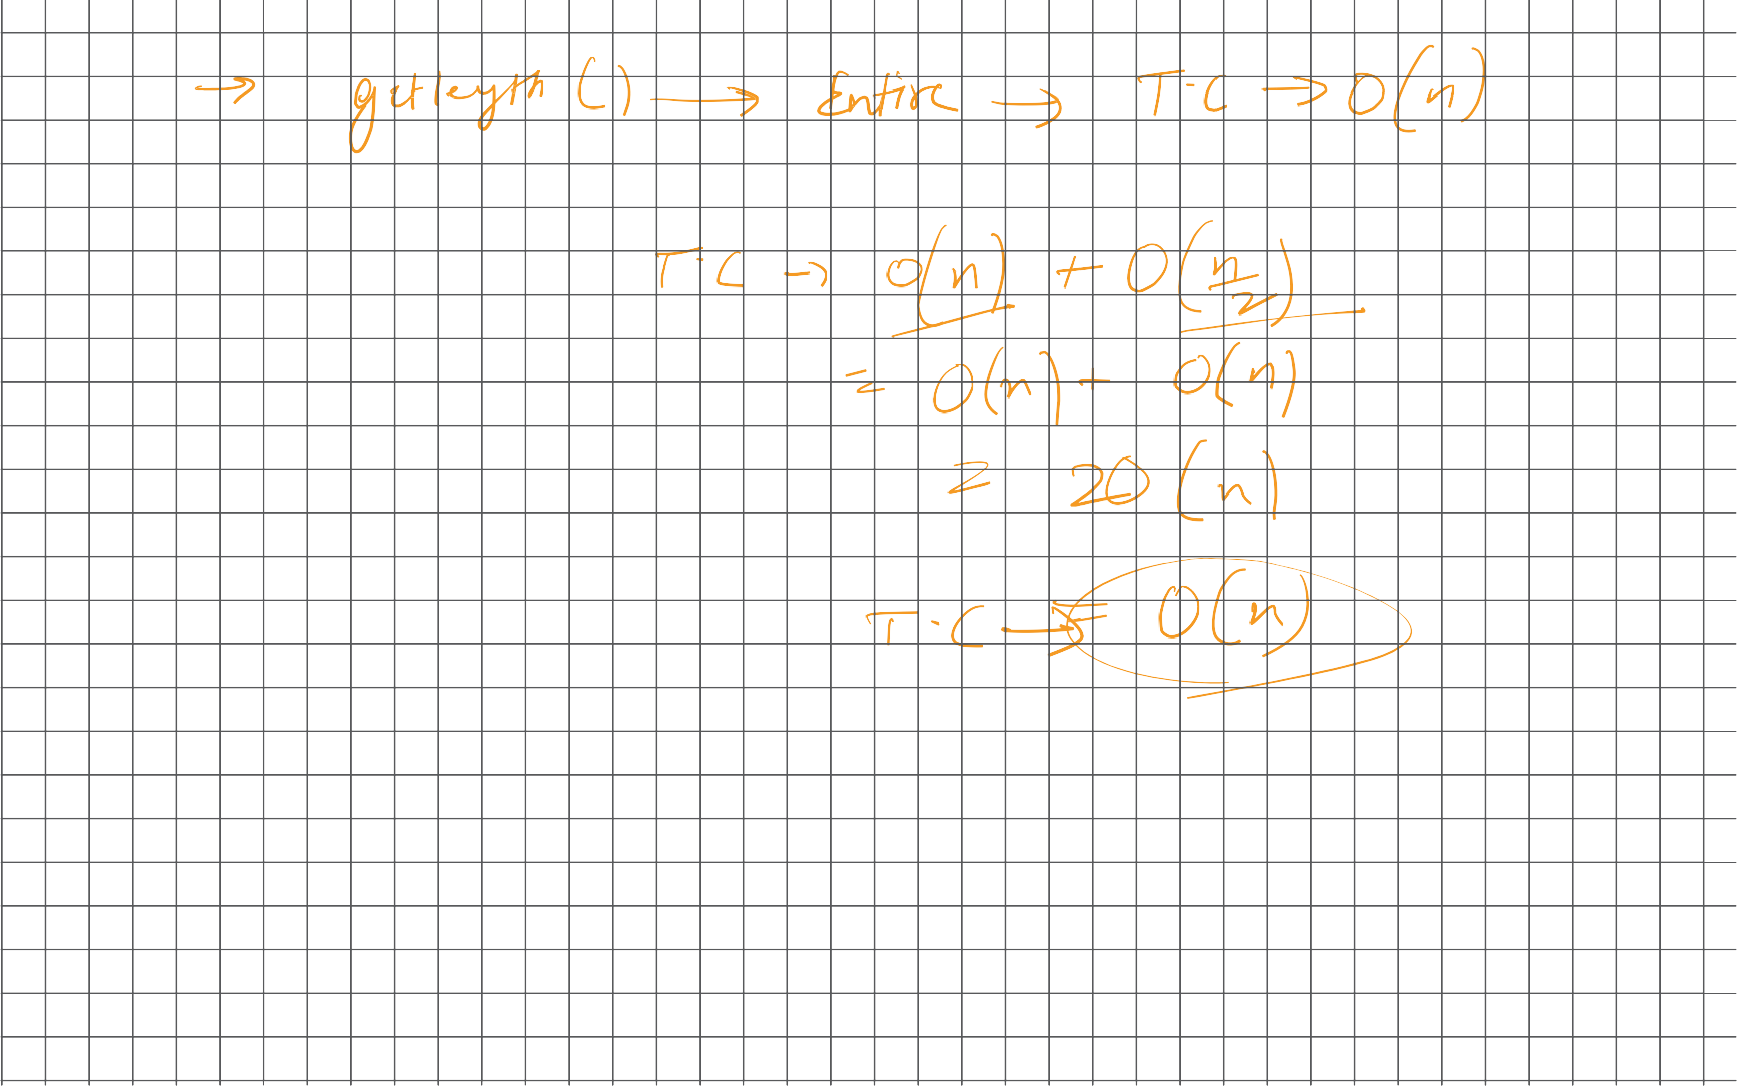 → getlength () → Entire → T.C → O(n)
T.C → O(n) + O(n/2)
= O(n) + O(n)
= 2O(n)
T.C → = O(n)